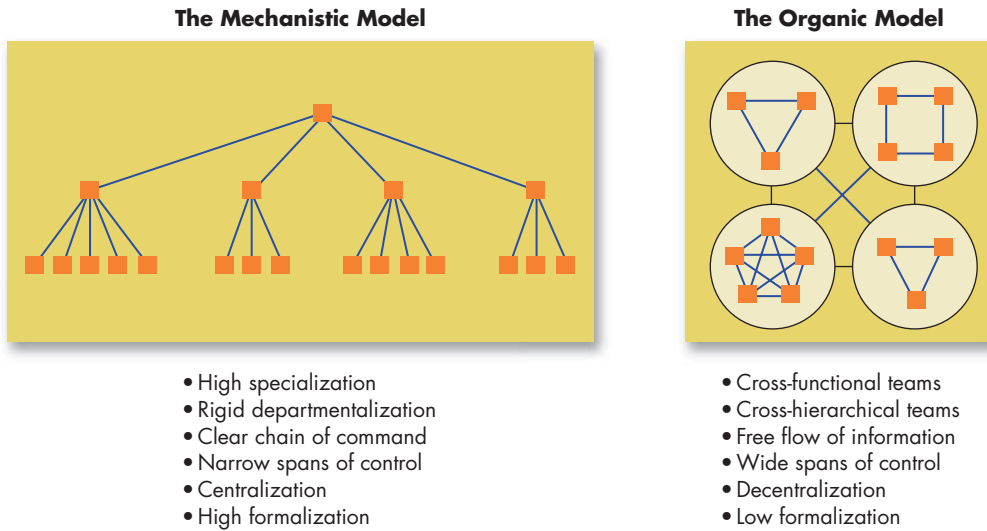 The Mechanistic Model
• High specialization
• Rigid departmentalization
• Clear chain of command
• Narrow spans of control
• Centralization
• High formalization
The Organic Model
• Cross-functional teams
• Cross-hierarchical teams
• Free flow of information
• Wide spans of control
• Decentralization
• Low formalization